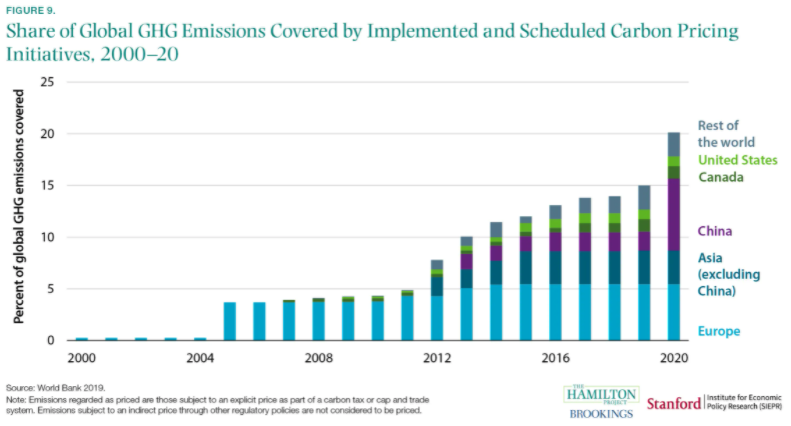 FIGURE 9.
Share of Global GHG Emissions Covered by Implemented and Scheduled Carbon Pricing
Initiatives, 2000–20
Percent of global GHG emissions covered
25
20
15
10
5
0
2000
2004
2008
2012
2016
2020
Rest of
the world
United States
Canada
China
Asia
(excluding
China)
Europe
Source: World Bank 2019.
Note: Emissions regarded as priced are those subject to an explicit price as part of a carbon tax or cap and trade
system. Emissions subject to an indirect price through other regulatory policies are not considered to be priced.
THE
HAMILTON
PROJECT
BROOKINGS
Stanford
Institute for Economic
Policy Research (SIEPR)